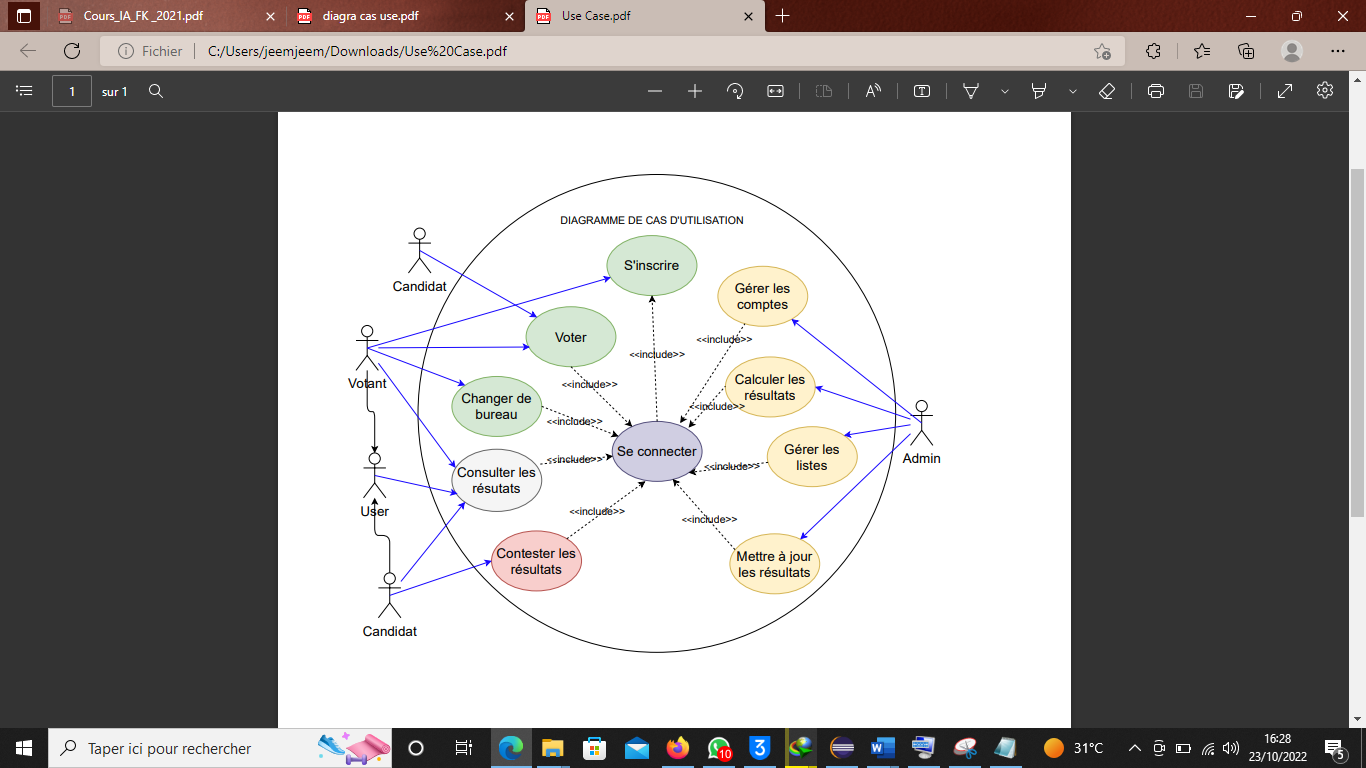 Cours_IA_FK _2021.pdf
diagra cas use.pdf
Use Case.pdf
Fichier
C:/Users/jeemjeem/Downloads/Use%20Case.pdf
1
sur 1
DIAGRAMME DE CAS D'UTILISATION
Candidat
S'inscrire
Gérer les
comptes
Voter
<<include>>
<<include>>
Votant
<<include>>
Calculer les
résultats
Changer de
bureau
<<include>>
<<include>>
Se connecter
Gérer les
listes
Admin
Consulter les
résutats
<<include>>
<<include>>
User
<<include>>
<<include>>
Contester les
résultats
Mettre à jour
les résultats
Candidat
Taper ici pour rechercher
10
3
W
31°C
16:28
23/10/2022
5